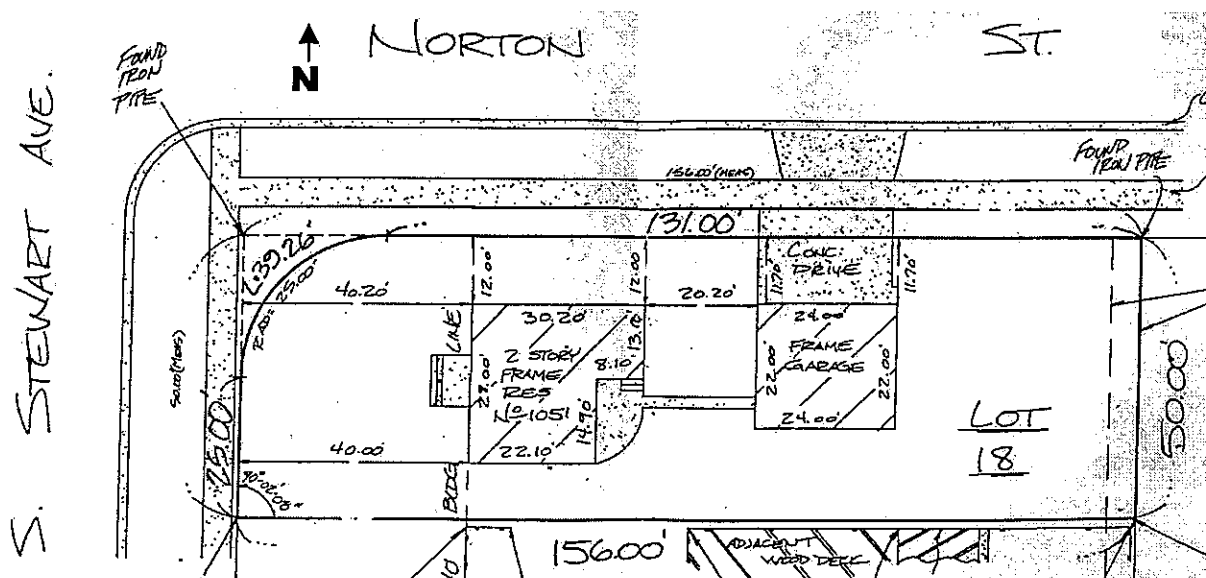 NORTON ST.
N
S. STEWART AVE.
FOUND
IRON
PIPE
FOUND
IRON PIPE
156.00'(MEAS)
131.00'
L=39.26'
R.=25.00'
40.20'
12.00'
12.00
20.20'
11.70'
CONC.
DRIVE
11.70'
50.00'(MEAS)
LINE
30.20'
13.10
24.00'
2 STORY
FRAME
RES
No 1051
8.10
29.00'
14.90
22.10'
22.00'
FRAME
GARAGE
22.00'
24.00'
25.00
40.00'
BLDG
90°-02'-08"
LOT
18
50.00'
156.00'
ADJACENT
WOOD DECK
10